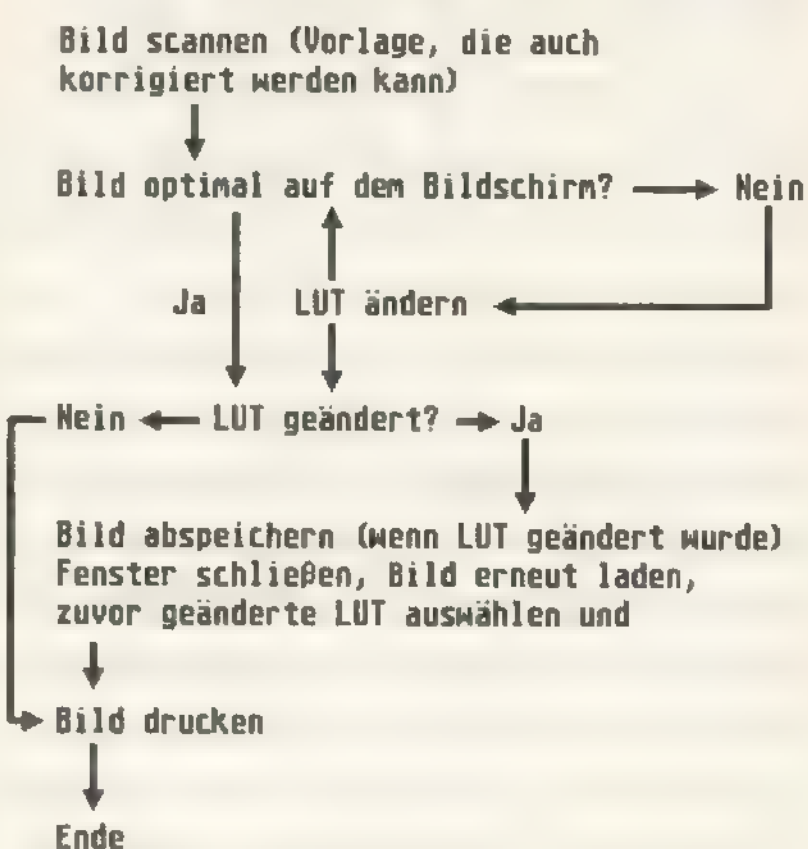 Bild scannen (Vorlage, die auch
korrigiert werden kann)
Bild optimal auf dem Bildschirm? Nein
Ja LUT ändern
Nein LUT geändert? Ja
Bild abspeichern (wenn LUT geändert wurde)
Fenster schließen, Bild erneut laden,
zuvor geänderte LUT auswählen und
Bild drucken
Ende